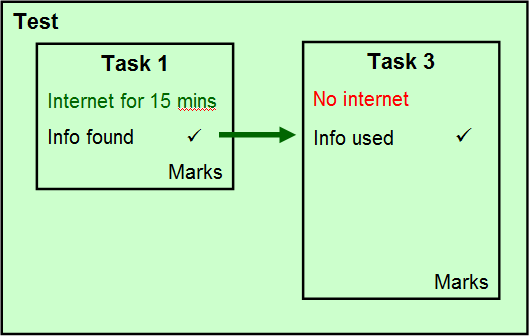 Test
Task 1
Internet for 15 mins
Info found ✓
Marks
Task 3
No internet
Info used ✓
Marks